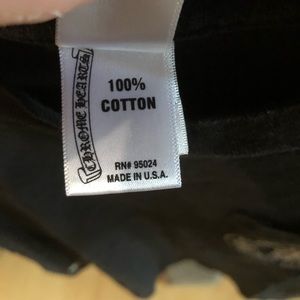 CHROME HEARTS
100%
COTTON
RN# 95024
MADE IN U.S.A.